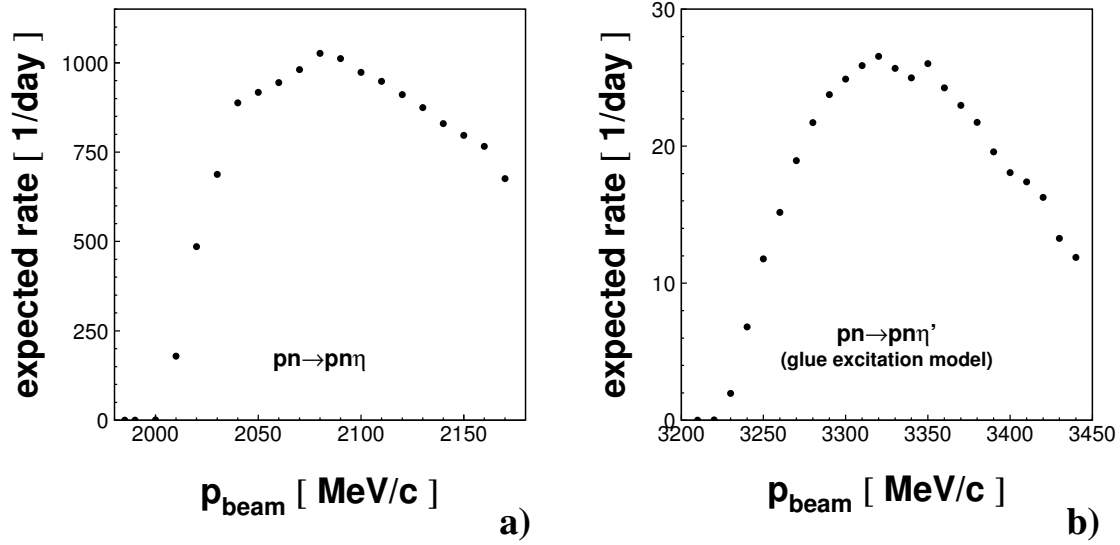 expected rate [ 1/day ]
1000
750
500
250
0
2000 2050 2100 2150
pn→pnη
p_beam [ MeV/c ]
a)
expected rate [ 1/day ]
30
20
10
0
3200 3250 3300 3350 3400 3450
pn→pnη’
(glue excitation model)
p_beam [ MeV/c ]
b)